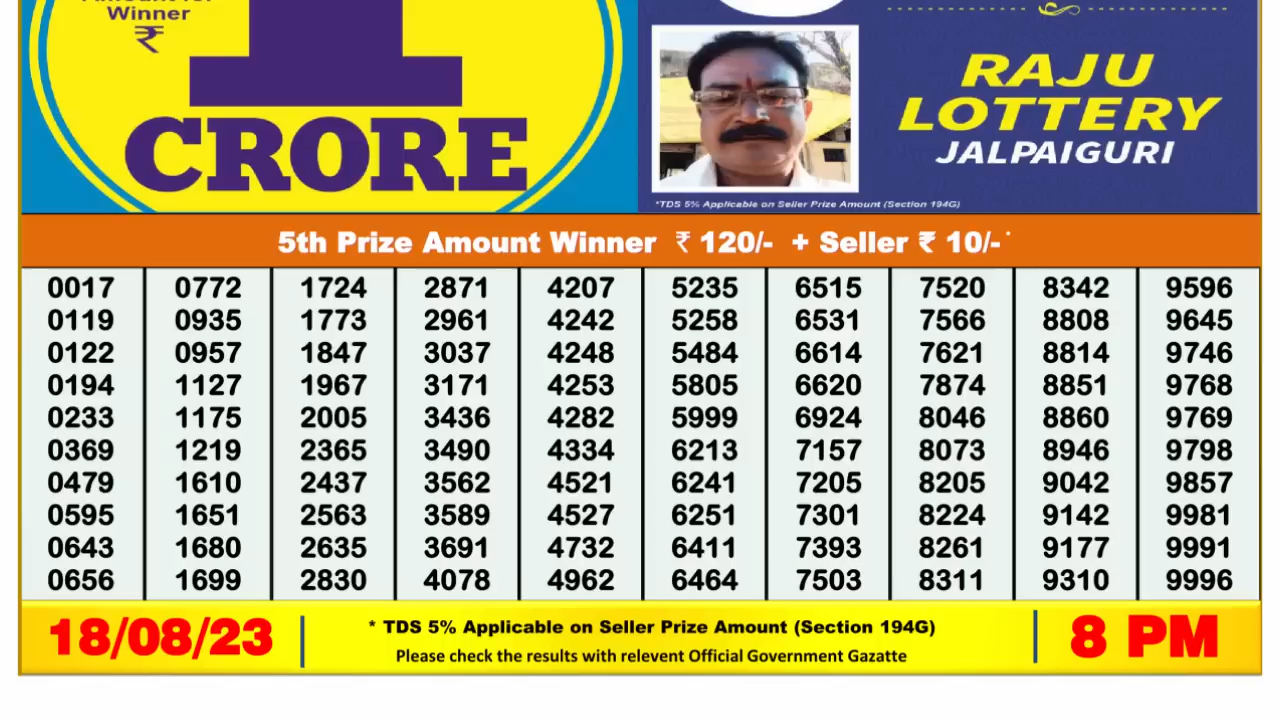 Winner
₹
1
CRORE
RAJU
LOTTERY
JALPAIGURI
*TDS 5% Applicable on Seller Prize Amount (Section 194G)
5th Prize Amount Winner ₹ 120/- + Seller ₹ 10/- *
0017 0772 1724 2871 4207 5235 6515 7520 8342 9596
0119 0935 1773 2961 4242 5258 6531 7566 8808 9645
0122 0957 1847 3037 4248 5484 6614 7621 8814 9746
0194 1127 1967 3171 4253 5805 6620 7874 8851 9768
0233 1175 2005 3436 4282 5999 6924 8046 8860 9769
0369 1219 2365 3490 4334 6213 7157 8073 8946 9798
0479 1610 2437 3562 4521 6241 7205 8205 9042 9857
0595 1651 2563 3589 4527 6251 7301 8224 9142 9981
0643 1680 2635 3691 4732 6411 7393 8261 9177 9991
0656 1699 2830 4078 4962 6464 7503 8311 9310 9996
18/08/23
* TDS 5% Applicable on Seller Prize Amount (Section 194G)
Please check the results with relevent Official Government Gazatte
8 PM